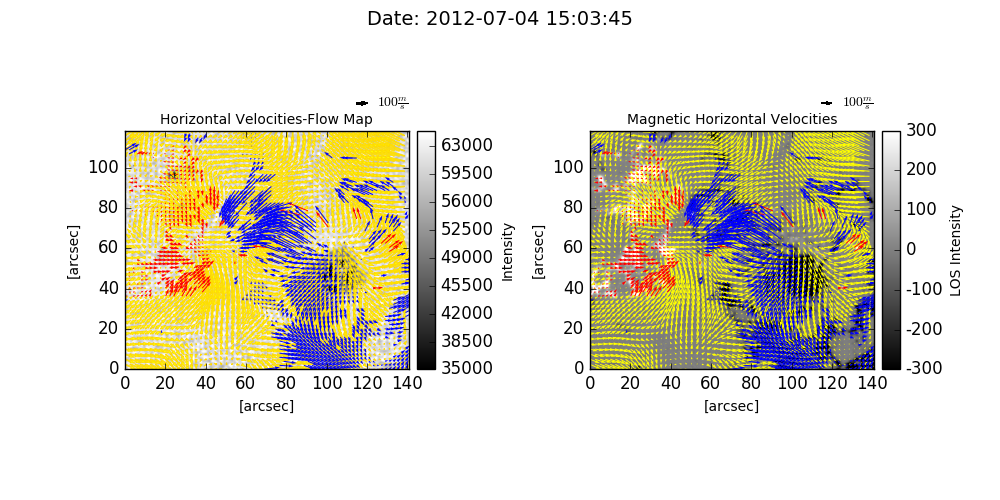 Date: 2012-07-04 15:03:45
100 m/s
Horizontal Velocities-Flow Map
100
80
60
40
20
0
0 20 40 60 80 100 120 140
[arcsec]
[arcsec]
63000
59500
56000
52500
49000
45500
42000
38500
35000
Intensity
100 m/s
Magnetic Horizontal Velocities
100
80
60
40
20
0
0 20 40 60 80 100 120 140
[arcsec]
[arcsec]
300
200
100
0
-100
-200
-300
LOS Intensity